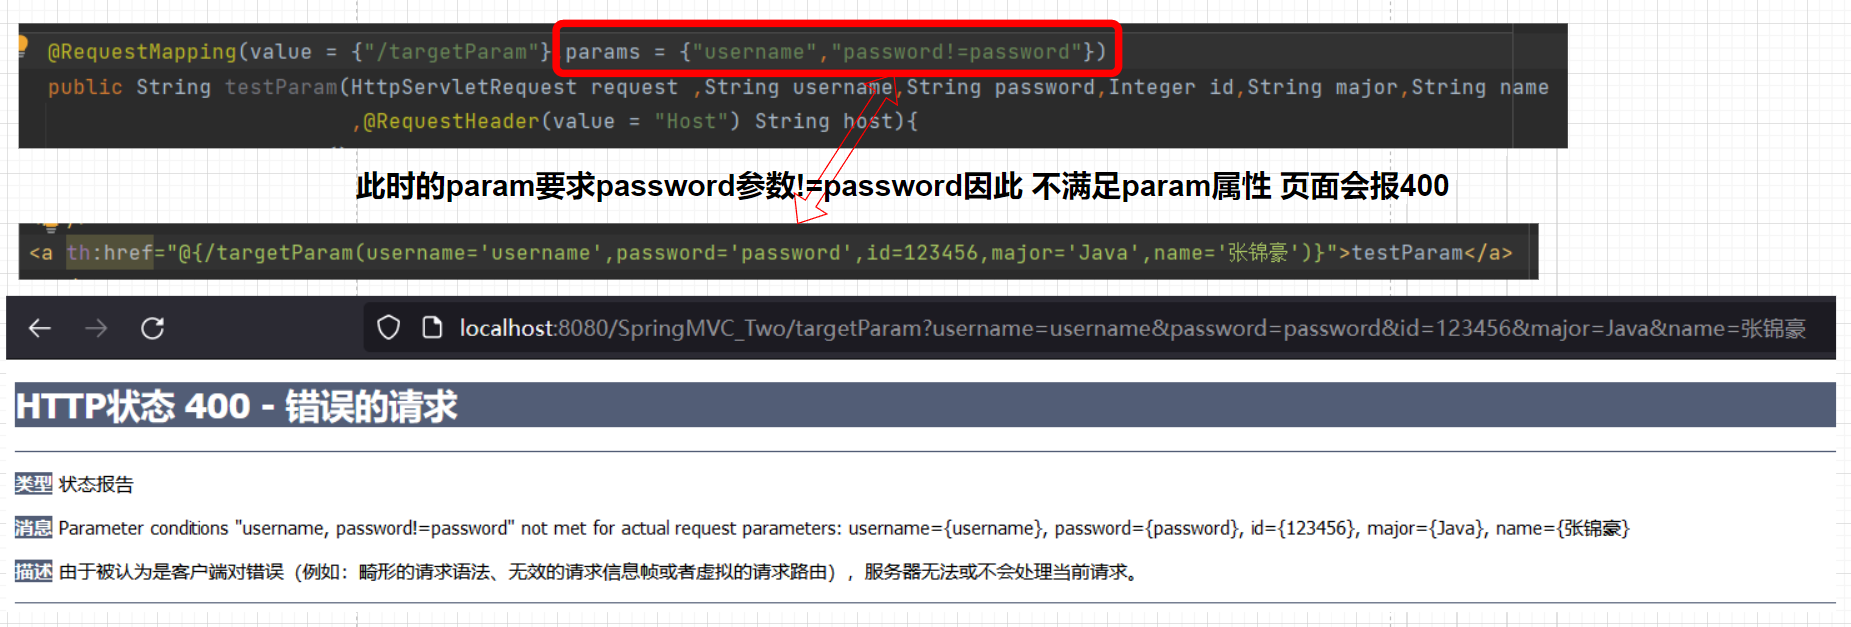 @RequestMapping(value = {"/targetParam"} params = {"username","password!=password"})
public String testParam(HttpServletRequest request ,String username,String password,Integer id,String major,String name
,@RequestHeader(value = "Host") String host){
此时的param要求password参数!=password因此 不满足param属性 页面会报400
<a th:href="@{/targetParam(username='username',password='password',id=123456,major='Java',name='张锦豪')}">testParam</a>
localhost:8080/SpringMVC_Two/targetParam?username=username&password=password&id=123456&major=Java&name=张锦豪
HTTP状态 400 - 错误的请求
类型 状态报告
消息 Parameter conditions "username, password!=password" not met for actual request parameters: username={username}, password={password}, id={123456}, major={Java}, name={张锦豪}
描述 由于被认为是客户端对错误（例如：畸形的请求语法、无效的请求信息帧或者虚拟的请求路由），服务器无法或不会处理当前请求。